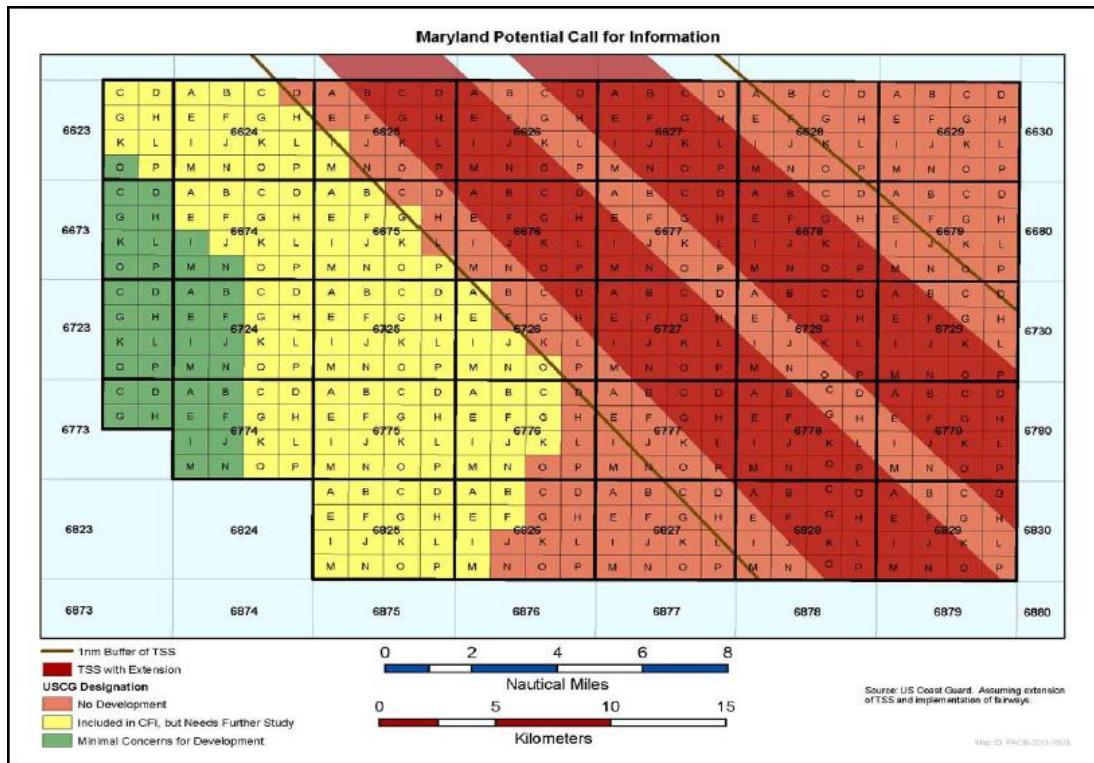 Maryland Potential Call for Information
C D A B C D A B C D A B C D A B C D A B C D A B C D
G H E F G H E F G H E F G H E F G H E F G H E F G H
6623 6624 6625 6626 6627 6628 6629 6630
K L I J K L I J K L I J K L I J K L I J K L I J K L
O P M N O P M N O P M N O P M N O P M N O P M N O P
C D A B C D A B C D A B C D A B C D A B C D A B C D
G H E F G H E F G H E F G H E F G H E F G H E F G H
6673 6674 6675 6676 6677 6678 6679 6680
K L I J K L I J K L I J K L I J K L I J K L I J K L
O P M N O P M N O P M N O P M N O P M N O P M N O P
C D A B C D A B C D A B C D A B C D A B C D A B C D
G H E F G H E F G H E F G H E F G H E F G H E F G H
6723 6724 6725 6726 6727 6728 6729 6730
K L I J K L I J K L I J K L I J K L I J K L I J K L
O P M N O P M N O P M N O P M N O P M N O P M N O P
C D A B C D A B C D A B C D A B C D A B C D A B C D
G H E F G H E F G H E F G H E F G H E F G H E F G H
6773 6774 6775 6776 6777 6778 6779 6780
I J K L I J K L I J K L I J K L I J K L I J K L
M N O P M N O P M N O P M N O P M N O P M N O P
A B C D A B C D A B C D A B C D A B C D
E F G H E F G H E F G H E F G H E F G H
6823 6824 6825 6826 6827 6828 6829 6830
I J K L I J K L I J K L I J K L I J K L
M N O P M N O P M N O P M N O P M N O P
6873 6874 6875 6876 6877 6878 6879 6880
1nm Buffer of TSS
TSS with Extension
USCG Designation
No Development
Included in CFI, but Needs Further Study
Minimal Concerns for Development
0 2 4 6 8
Nautical Miles
0 5 10 15
Kilometers
Source: US Coast Guard. Assuming extension
of TSS and implementation of fairways.
Map ID: